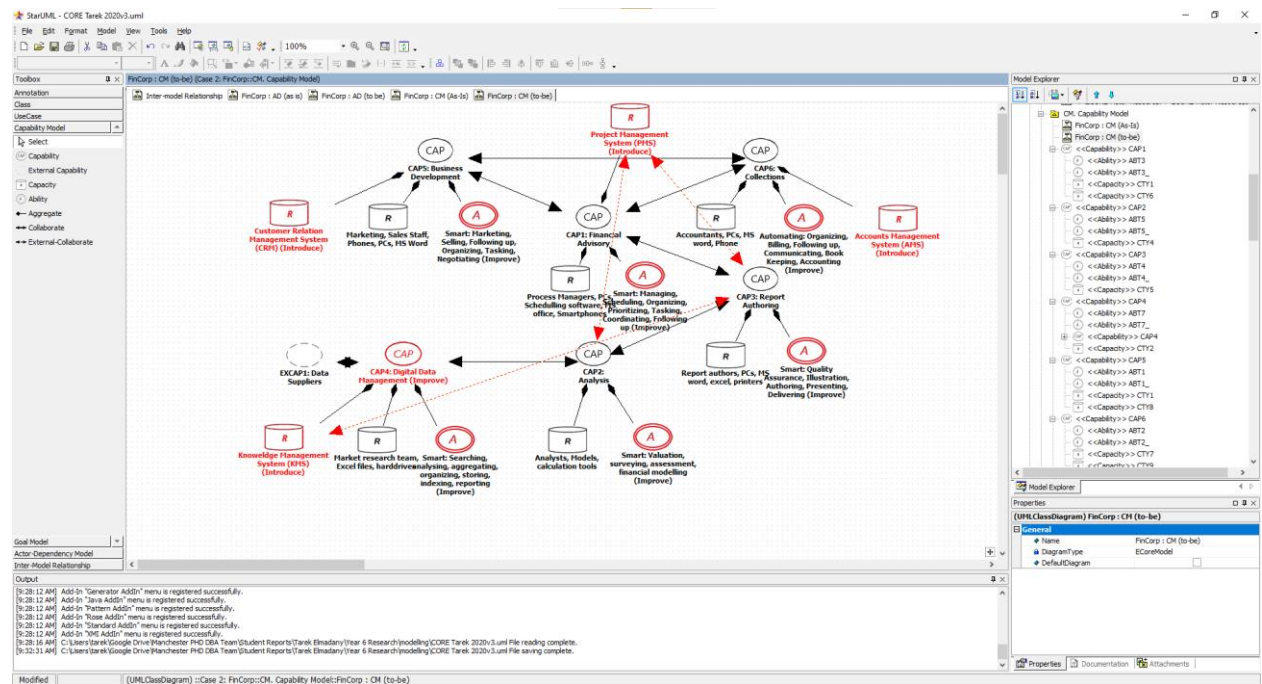 StarUML - CORE Tarek 2020v3.uml
File Edit Format Model View Tools Help
100%
Toolbox
Annotation
Class
UseCase
Capability Model
Select
Capability
External Capability
Capacity
Ability
Aggregate
Collaborate
External-Collaborate
Goal Model
Actor-Dependency Model
Inter-Model Relationship
FinCorp : CM (to-be) (Case 2: FinCorp::CM. Capability Model)
Inter-model Relationship FinCorp : AD (as is) FinCorp : AD (to be) FinCorp : CM (As-Is) FinCorp : CM (to-be)
R
Project Management
System (PMS)
(Introduce)
CAP
CAP5: Business
Development
CAP
CAP6:
Collections
R
Customer Relation
Management System
(CRM) (Introduce)
R
Marketing, Sales Staff,
Phones, PCs, MS Word
A
Smart: Marketing,
Selling, Following up,
Organizing, Tasking,
Negotiating (Improve)
CAP
CAP1: Financial
Advisory
R
Accountants, PCs, MS
word, Phone
A
Automating: Organizing,
Billing, Following up,
Communicating, Book
Keeping, Accounting
(Improve)
R
Accounts Management
System (AMS)
(Introduce)
R
Process Managers, PCs,
Schedulling software, MS
office, Smartphones
A
Smart: Managing,
Scheduling, Organizing,
Prioritizing, Tasking,
Coordinating, Following
up (Improve)
CAP
CAP3: Report
Authoring
EXCAP1: Data
Suppliers
CAP
CAP4: Digital Data
Management (Improve)
CAP
CAP2:
Analysis
R
Report authors, PCs, MS
word, excel, printers
A
Smart: Quality
Assurance, Illustration,
Authoring, Presenting,
Delivering (Improve)
R
Knoweldge Management
System (KMS)
(Introduce)
R
Market research team,
Excel files, harddrives
A
Smart: Searching,
analysing, aggregating,
organizing, storing,
indexing, reporting
(Improve)
R
Analysts, Models,
calculation tools
A
Smart: Valuation,
surveying, assessment,
financial modelling
(Improve)
Model Explorer
CM. Capability Model
FinCorp : CM (As-Is)
FinCorp : CM (to-be)
<<Capability>> CAP1
<<Ability>> ABT3
<<Ability>> ABT3_
<<Capacity>> CTY1
<<Capacity>> CTY6
<<Capability>> CAP2
<<Ability>> ABT5
<<Ability>> ABT5_
<<Capacity>> CTY4
<<Capability>> CAP3
<<Ability>> ABT4
<<Ability>> ABT4_
<<Capacity>> CTY5
<<Capability>> CAP4
<<Ability>> ABT7
<<Ability>> ABT7_
<<Capability>> CAP4
<<Capacity>> CTY2
<<Capability>> CAP5
<<Ability>> ABT1
<<Ability>> ABT1_
<<Capacity>> CTY1
<<Capacity>> CTY8
<<Capability>> CAP6
<<Ability>> ABT2
<<Ability>> ABT2_
<<Capacity>> CTY7
<<Capacity>> CTY9
Model Explorer
Properties
(UMLClassDiagram) FinCorp : CM (to-be)
General
Name FinCorp : CM (to-be)
DiagramType ECoreModel
DefaultDiagram
Properties Documentation Attachments
Output
[9:28:12 AM] Add-In "Generator AddIn" menu is registered successfully.
[9:28:12 AM] Add-In "Java AddIn" menu is registered successfully.
[9:28:12 AM] Add-In "Pattern AddIn" menu is registered successfully.
[9:28:12 AM] Add-In "Rose AddIn" menu is registered successfully.
[9:28:12 AM] Add-In "Standard AddIn" menu is registered successfully.
[9:28:12 AM] Add-In "XMI AddIn" menu is registered successfully.
[9:28:16 AM] C:\Users\tarek\Google Drive\Manchester PHD DBA Team\Student Reports\Tarek Elmadany\Year 6 Research\modelling\CORE Tarek 2020v3.uml File reading complete.
[9:32:31 AM] C:\Users\tarek\Google Drive\Manchester PHD DBA Team\Student Reports\Tarek Elmadany\Year 6 Research\modelling\CORE Tarek 2020v3.uml File saving complete.
Modified (UMLClassDiagram) ::Case 2: FinCorp::CM. Capability Model::FinCorp : CM (to-be)